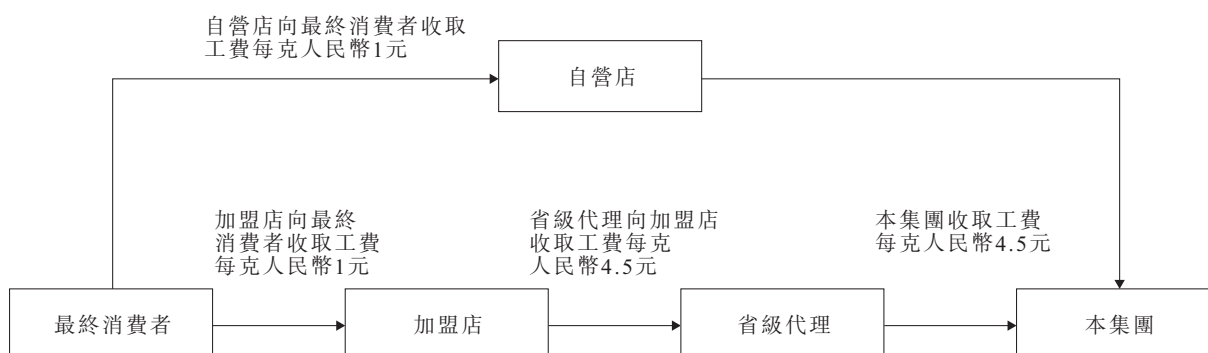 自營店向最終消費者收取
工費每克人民幣1元
自營店
加盟店向最終
消費者收取工費
每克人民幣1元
省級代理向加盟店
收取工費每克
人民幣4.5元
本集團收取工費
每克人民幣4.5元
最終消費者
加盟店
省級代理
本集團